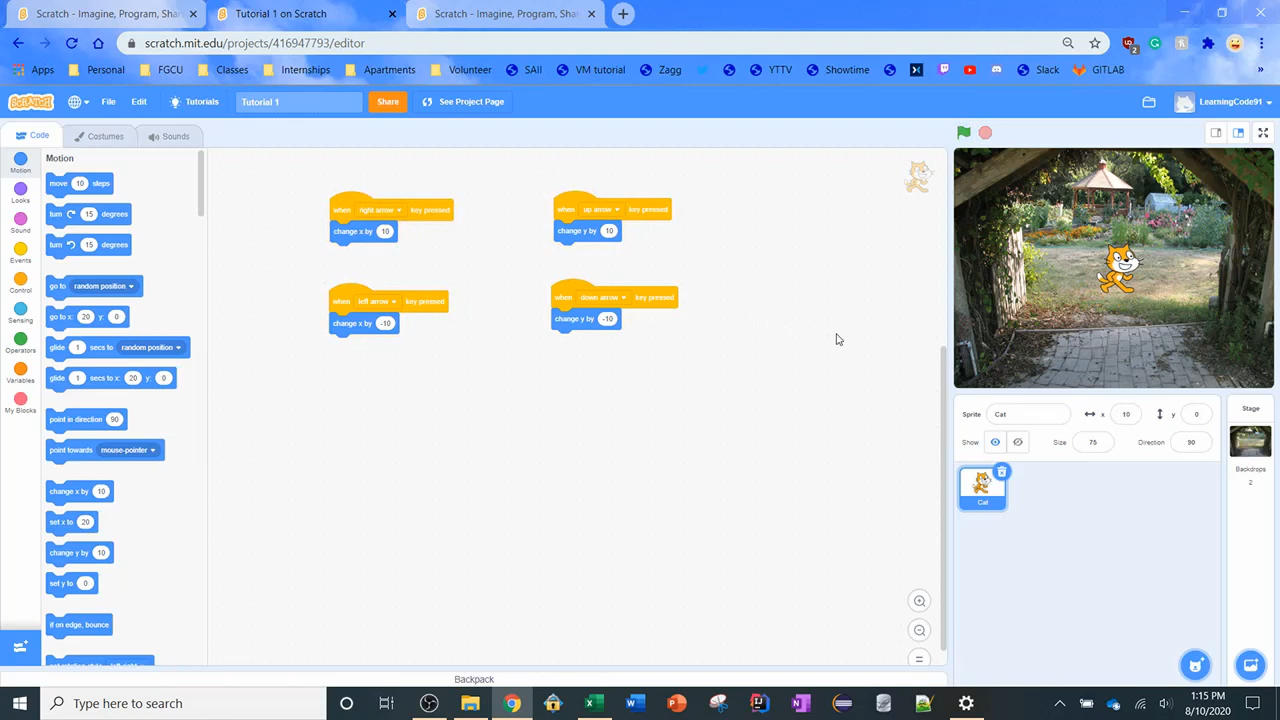 Scratch - Imagine, Program, Shar
Tutorial 1 on Scratch
Scratch - Imagine, Program, Shar
scratch.mit.edu/projects/416947793/editor
2
Apps Personal FGCU Classes Internships Apartments Volunteer SAII VM tutorial Zagg YTTV Showtime Slack GITLAB »
SCRATCH File Edit Tutorials Tutorial 1 Share See Project Page LearningCode91
Code Costumes Sounds
Motion
Looks
Sound
Events
Control
Sensing
Operators
Variables
My Blocks
Motion
move 10 steps
turn 15 degrees
turn 15 degrees
go to random position
go to x: 20 y: 0
glide 1 secs to random position
glide 1 secs to x: 20 y: 0
point in direction 90
point towards mouse-pointer
change x by 10
set x to 20
change y by 10
set y to 0
if on edge, bounce
when right arrow key pressed
change x by 10
when up arrow key pressed
change y by 10
when left arrow key pressed
change x by -10
when down arrow key pressed
change y by -10
Sprite Cat x 10 y 0
Show Size 75 Direction 90
Cat
Stage
Backdrops
2
Backpack
Type here to search
1:15 PM
8/10/2020